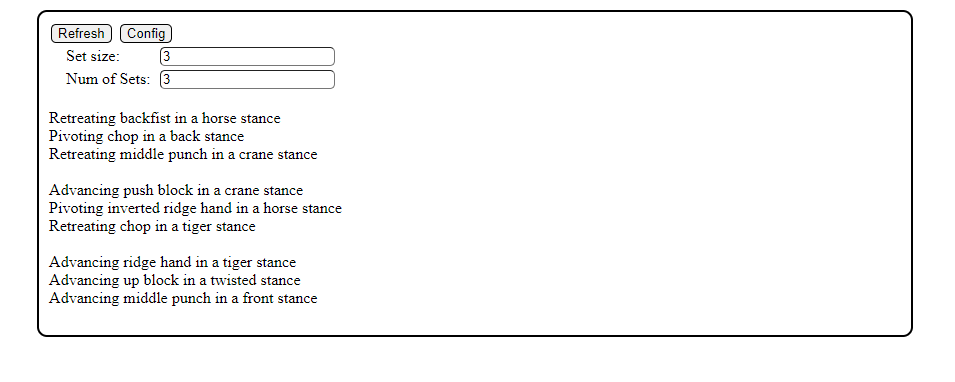 Refresh Config
Set size: 3
Num of Sets: 3
Retreating backfist in a horse stance
Pivoting chop in a back stance
Retreating middle punch in a crane stance
Advancing push block in a crane stance
Pivoting inverted ridge hand in a horse stance
Retreating chop in a tiger stance
Advancing ridge hand in a tiger stance
Advancing up block in a twisted stance
Advancing middle punch in a front stance